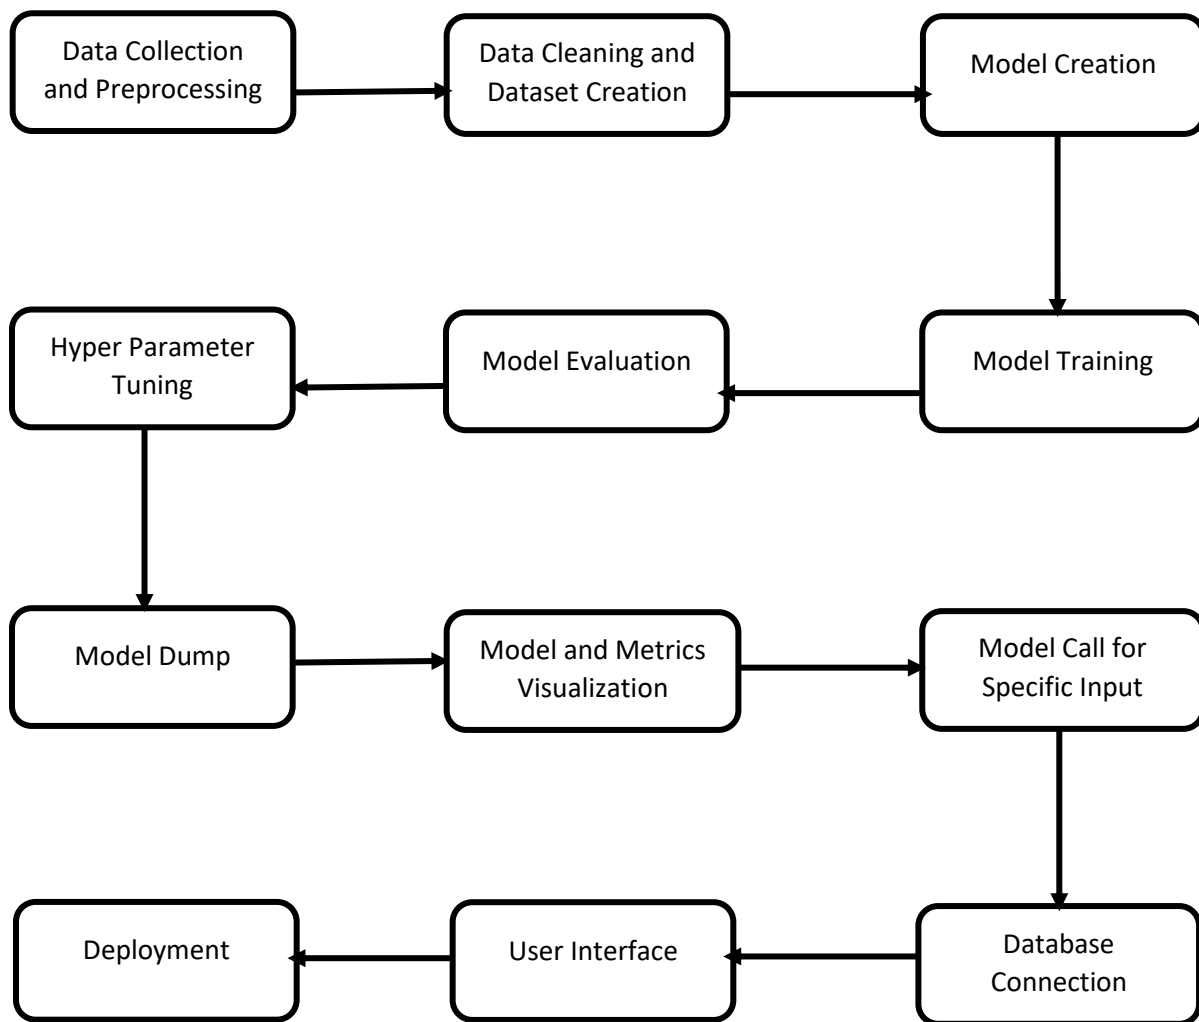 Data Collection
and Preprocessing
Data Cleaning and
Dataset Creation
Model Creation
Hyper Parameter
Tuning
Model Evaluation
Model Training
Model Dump
Model and Metrics
Visualization
Model Call for
Specific Input
Deployment
User Interface
Database
Connection